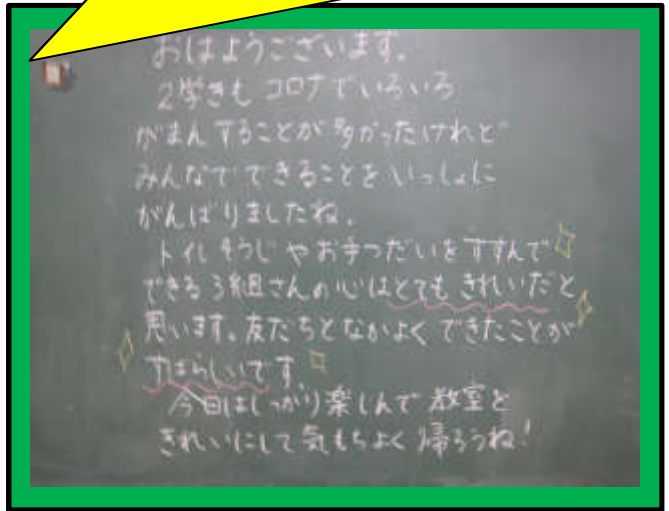 おはようございます。
2学きも コロナでいろいろ
がまんすることが多かったけれど
みんなでできることをいっしょに
がんばりましたね。
トイレそうじやお手つだいをすすんで
できる3組さんの心はとてもきれいだと
思います。友だちとなかよくできたことが
すばらしいです。
今日はしっかり楽しんで教室を
きれいにして気もちよく帰ろうね!